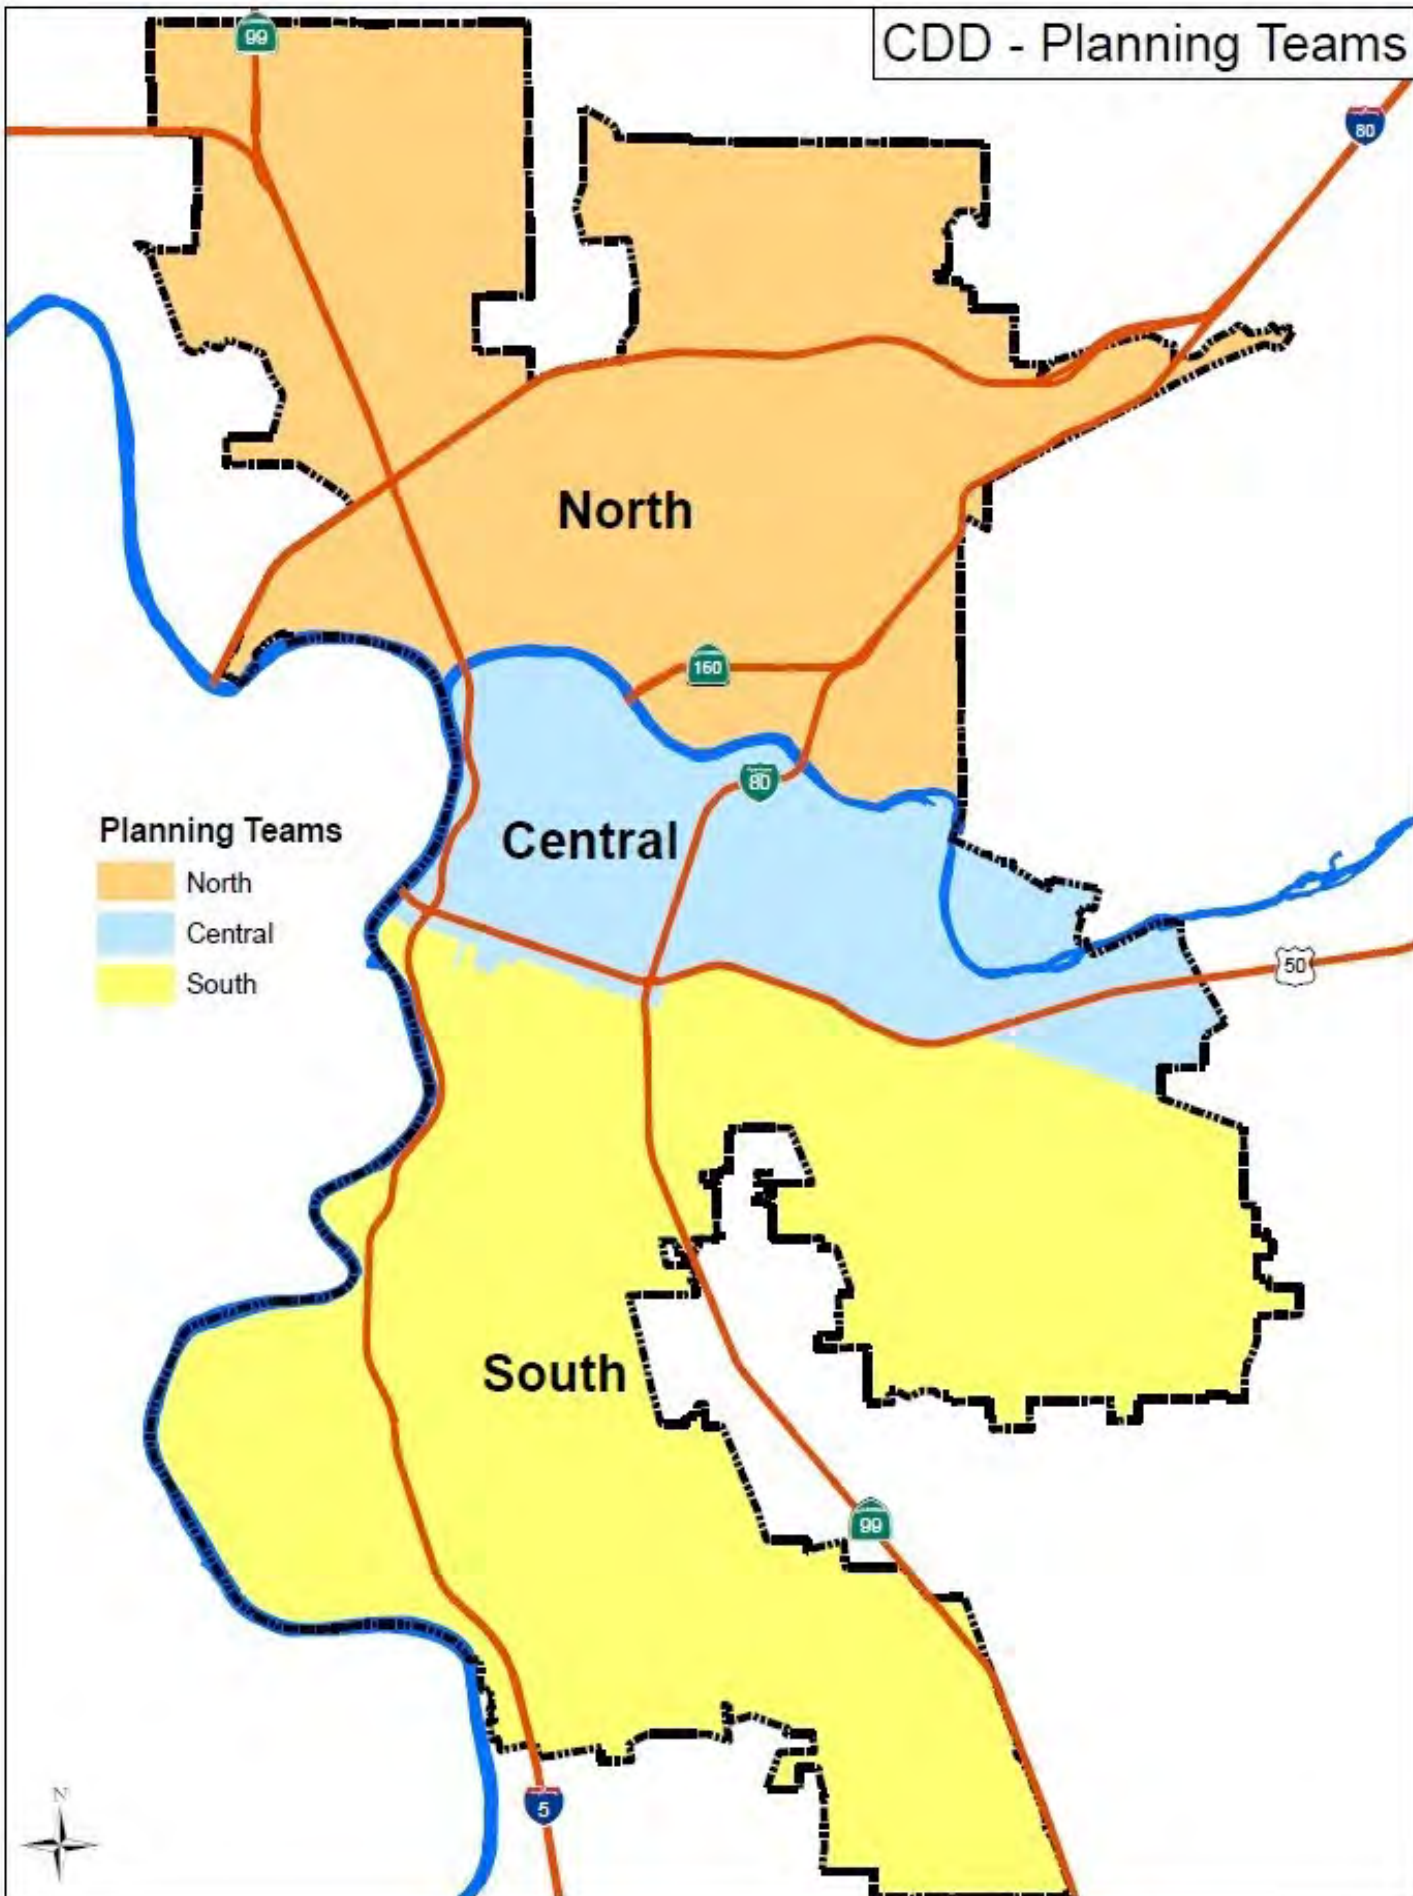 CDD - Planning Teams
99
80
North
160
80
Central
Planning Teams
North
Central
South
50
South
99
5
N